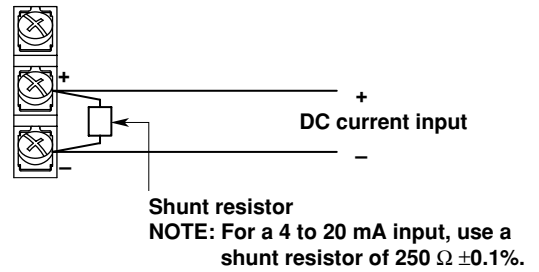 +
+
DC current input
–
–
Shunt resistor
NOTE: For a 4 to 20 mA input, use a
shunt resistor of 250 Ω ±0.1%.